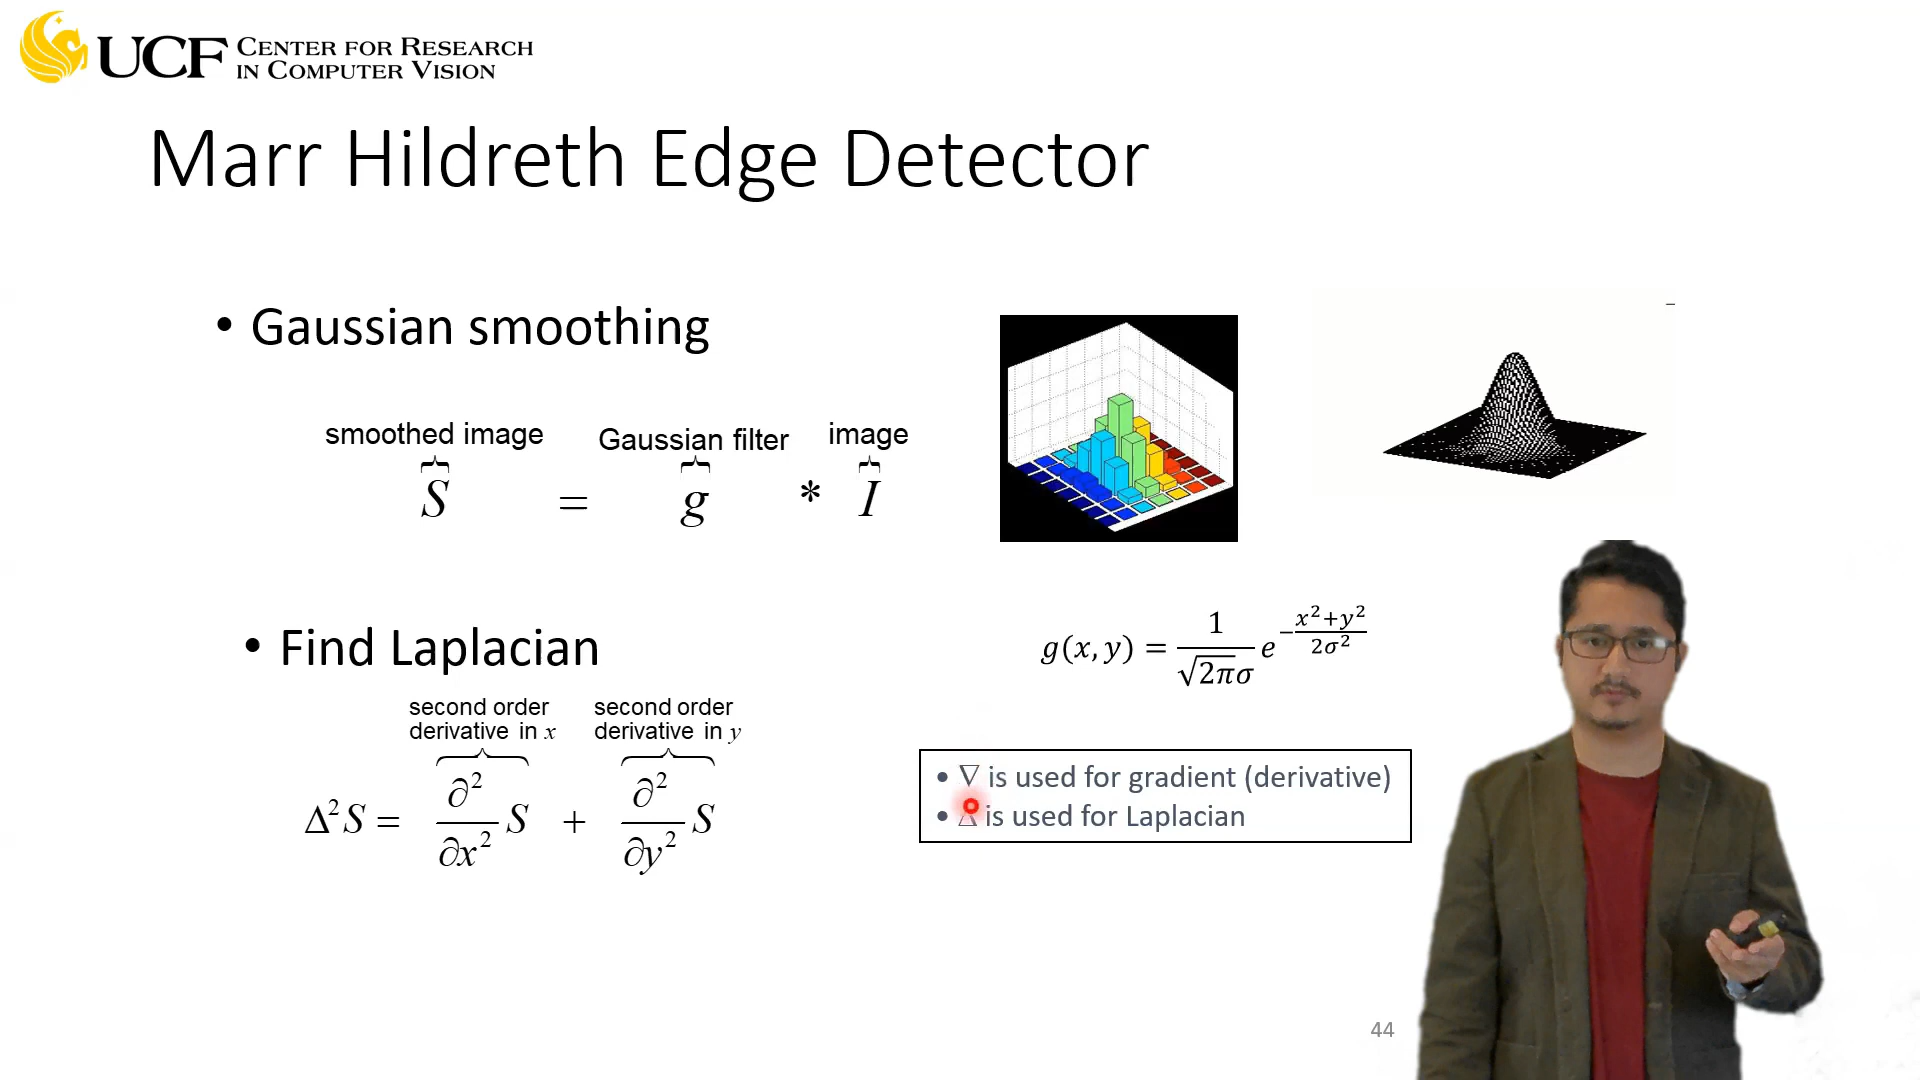 UCF CENTER FOR RESEARCH
IN COMPUTER VISION
Marr Hildreth Edge Detector
• Gaussian smoothing
smoothed image Gaussian filter image
S = g * I
• Find Laplacian
second order derivative in x second order derivative in y
Δ²S = ∂²/∂x² S + ∂²/∂y² S
g(x, y) = 1/(√2π σ) e^(−(x²+y²)/(2σ²))
• ∇ is used for gradient (derivative)
• Δ is used for Laplacian
44